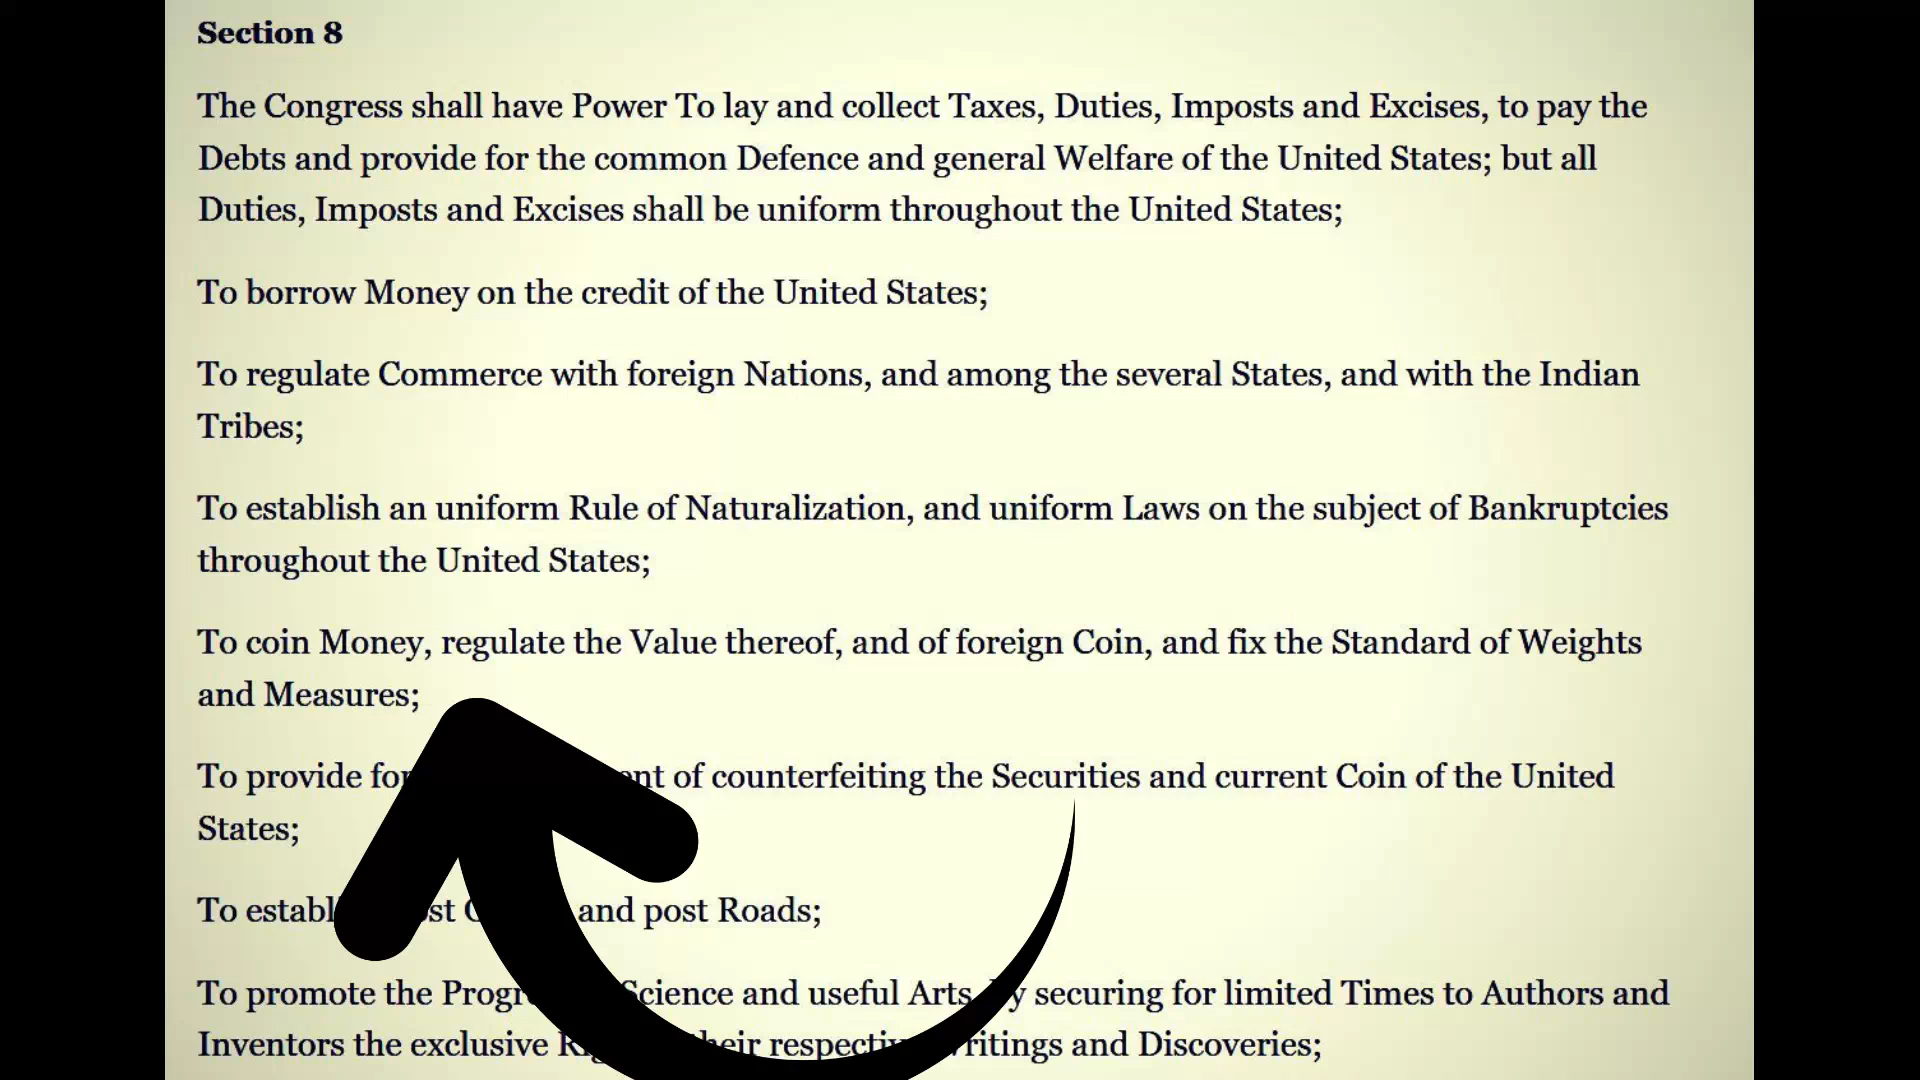 Section 8
The Congress shall have Power To lay and collect Taxes, Duties, Imposts and Excises, to pay the
Debts and provide for the common Defence and general Welfare of the United States; but all
Duties, Imposts and Excises shall be uniform throughout the United States;
To borrow Money on the credit of the United States;
To regulate Commerce with foreign Nations, and among the several States, and with the Indian
Tribes;
To establish an uniform Rule of Naturalization, and uniform Laws on the subject of Bankruptcies
throughout the United States;
To coin Money, regulate the Value thereof, and of foreign Coin, and fix the Standard of Weights
and Measures;
To provide of counterfeiting the Securities and current Coin of the United
States;
To and post Roads;
To promote the Science and useful Arts, by securing for limited Times to Authors and
Inventors the exclusive their and Discoveries;